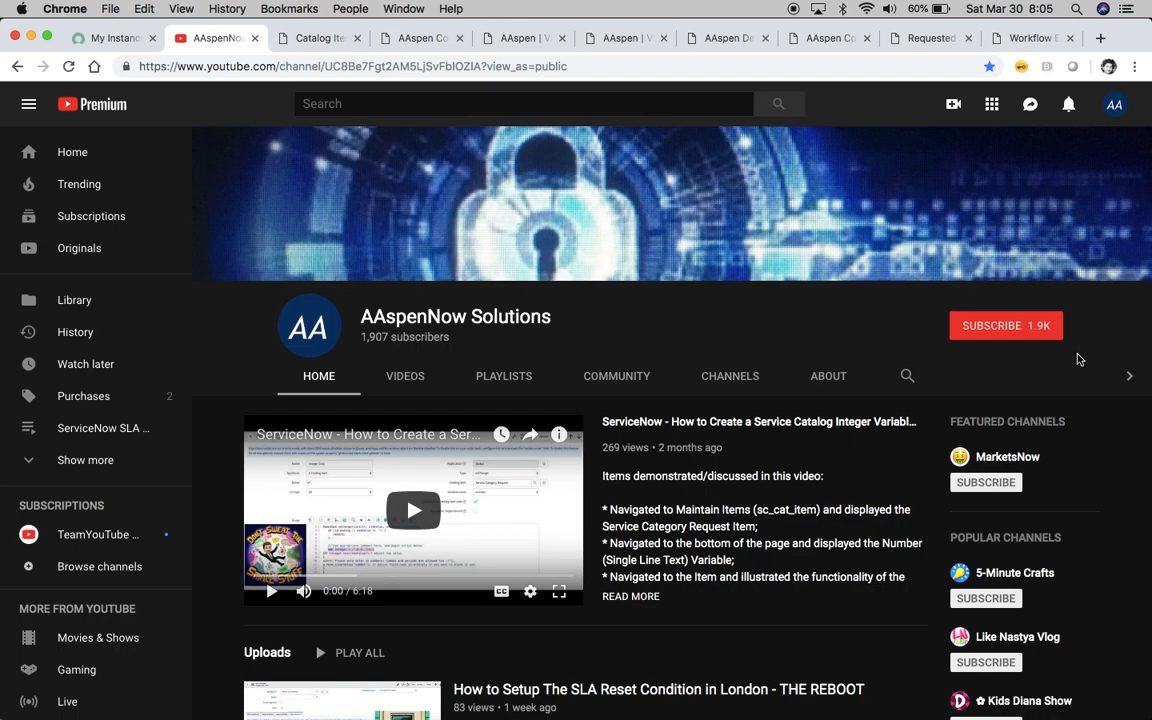 Chrome File Edit View History Bookmarks People Window Help 60% Sat Mar 30 8:05
My Instanc AAspenNo Catalog Ite AAspen Co AAspen | V AAspen | V AAspen De AAspen Co Requested Workflow E
https://www.youtube.com/channel/UC8Be7Fgt2AM5LjSvFblOZlA?view_as=public
Premium
Search
AA
Home
Trending
Subscriptions
Originals
Library
History
Watch later
Purchases 2
ServiceNow SLA ...
Show more
SUBSCRIPTIONS
TeamYouTube ...
Browse channels
MORE FROM YOUTUBE
Movies & Shows
Gaming
Live
AA
AAspenNow Solutions
1,907 subscribers
SUBSCRIBE 1.9K
HOME VIDEOS PLAYLISTS COMMUNITY CHANNELS ABOUT
ServiceNow - How to Create a Ser...
0:00 / 6:18
ServiceNow - How to Create a Service Catalog Integer Variabl...
269 views • 2 months ago
Items demonstrated/discussed in this video:
* Navigated to Maintain Items (sc_cat_item) and displayed the
Service Category Request Item;
* Navigated to the bottom of the page and displayed the Number
(Single Line Text) Variable;
* Navigated to the Item and illustrated the functionality of the
READ MORE
Uploads PLAY ALL
How to Setup The SLA Reset Condition in London - THE REBOOT
83 views • 1 week ago
FEATURED CHANNELS
MarketsNow
SUBSCRIBE
POPULAR CHANNELS
5-Minute Crafts
SUBSCRIBE
Like Nastya Vlog
SUBSCRIBE
✿ Kids Diana Show